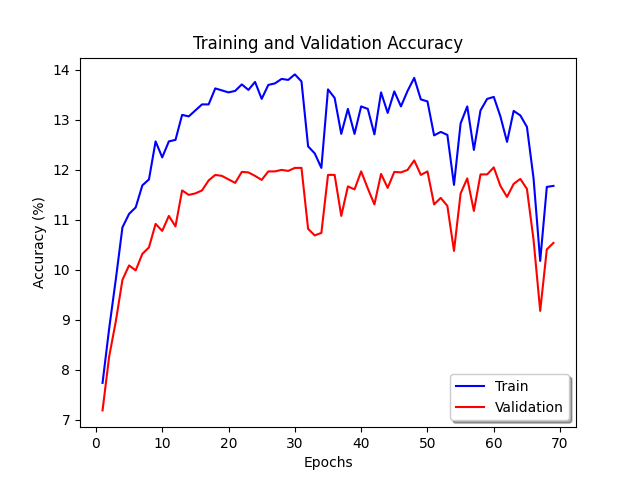 Training and Validation Accuracy
14
13
12
11
10
9
8
7
Accuracy (%)
0 10 20 30 40 50 60 70
Epochs
Train
Validation